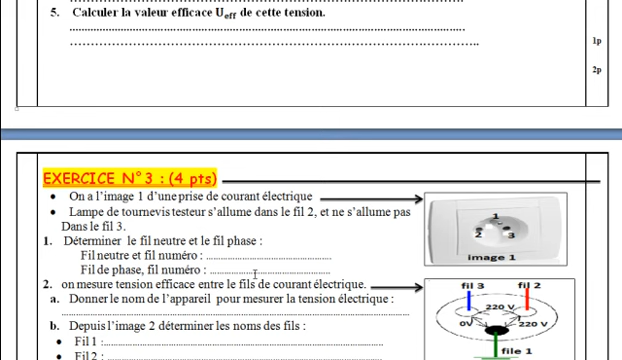 5. Calculer la valeur efficace Ueff de cette tension.
1p
2p
EXERCICE N°3 : (4 pts)
• On a l'image 1 d'une prise de courant électrique
• Lampe de tournevis testeur s'allume dans le fil 2, et ne s'allume pas
Dans le fil 3.
1. Déterminer le fil neutre et le fil phase :
Fil neutre et fil numéro :
Fil de phase, fil numéro :
2. on mesure tension efficace entre le fils de courant électrique.
a. Donner le nom de l'appareil pour mesurer la tension électrique :
b. Depuis l'image 2 déterminer les noms des fils :
• Fil 1 :
• Fil 2 :
1
2 3
image 1
fil 3 fil 2
220 V
0V 220 V
file 1